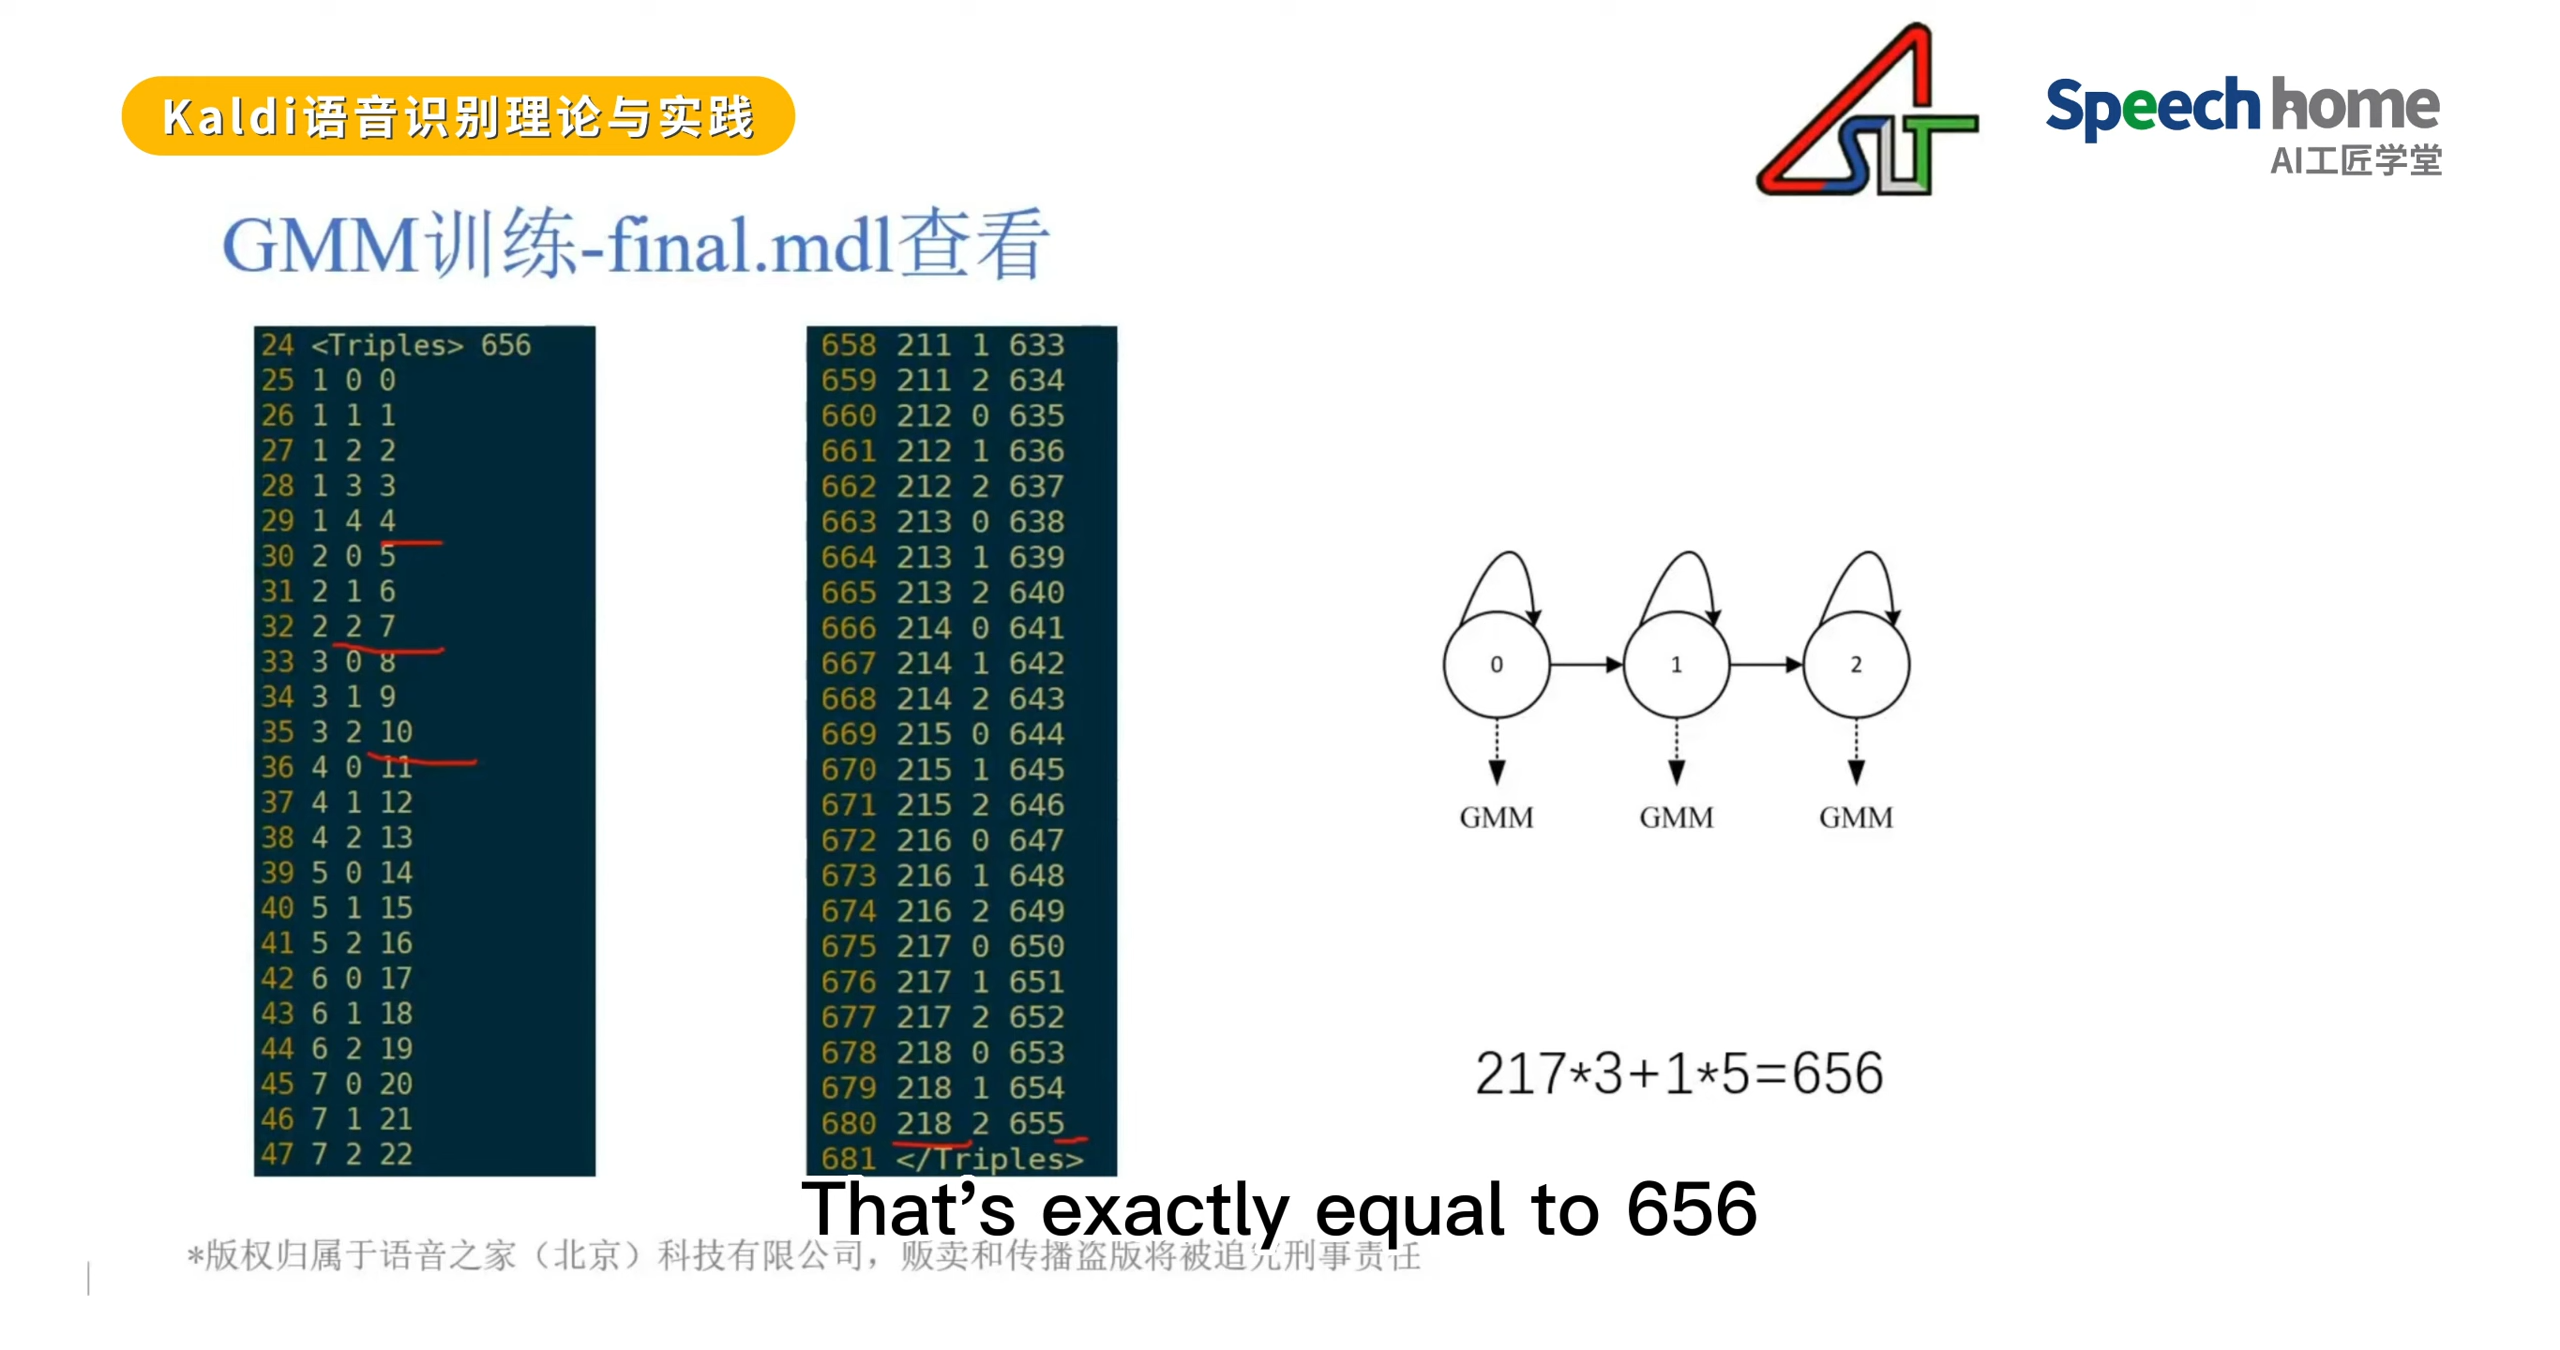 Kaldi语音识别理论与实践
ASLT
Speechhome
AI工匠学堂
GMM训练-final.mdl查看
24 <Triples> 656
25 1 0 0
26 1 1 1
27 1 2 2
28 1 3 3
29 1 4 4
30 2 0 5
31 2 1 6
32 2 2 7
33 3 0 8
34 3 1 9
35 3 2 10
36 4 0 11
37 4 1 12
38 4 2 13
39 5 0 14
40 5 1 15
41 5 2 16
42 6 0 17
43 6 1 18
44 6 2 19
45 7 0 20
46 7 1 21
47 7 2 22
658 211 1 633
659 211 2 634
660 212 0 635
661 212 1 636
662 212 2 637
663 213 0 638
664 213 1 639
665 213 2 640
666 214 0 641
667 214 1 642
668 214 2 643
669 215 0 644
670 215 1 645
671 215 2 646
672 216 0 647
673 216 1 648
674 216 2 649
675 217 0 650
676 217 1 651
677 217 2 652
678 218 0 653
679 218 1 654
680 218 2 655
681 </Triples>
0 1 2
GMM GMM GMM
217*3+1*5=656
That's exactly equal to 656
*版权归属于语音之家（北京）科技有限公司，贩卖和传播盗版将被追究刑事责任